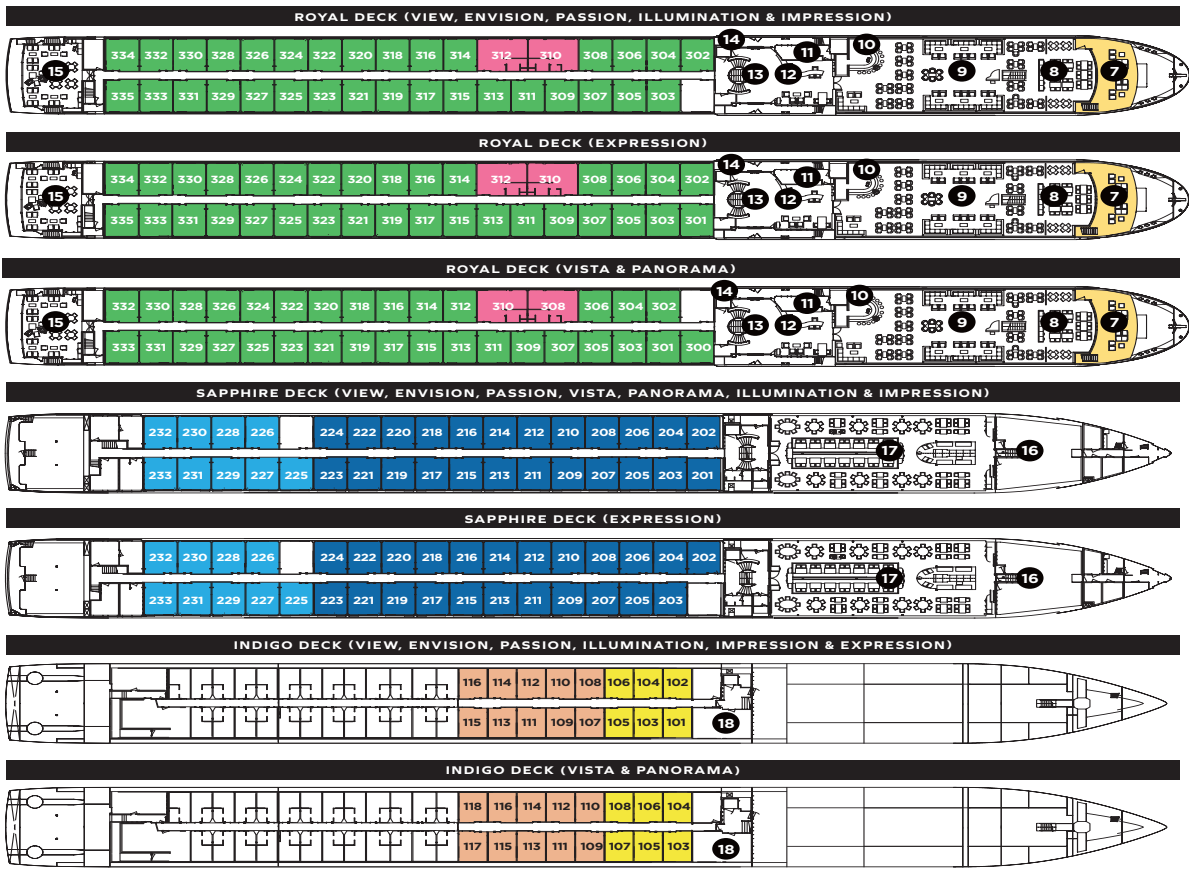 ROYAL DECK (VIEW, ENVISION, PASSION, ILLUMINATION & IMPRESSION)
14 11 10
334 332 330 328 326 324 322 320 318 316 314 312 310 308 306 304 302
15 13 12 9 8 7
335 333 331 329 327 325 323 321 319 317 315 313 311 309 307 305 303
ROYAL DECK (EXPRESSION)
14 11 10
334 332 330 328 326 324 322 320 318 316 314 312 310 308 306 304 302
15 13 12 9 8 7
335 333 331 329 327 325 323 321 319 317 315 313 311 309 307 305 303 301
ROYAL DECK (VISTA & PANORAMA)
14 11 10
332 330 328 326 324 322 320 318 316 314 312 310 308 306 304 302
15 13 12 9 8 7
333 331 329 327 325 323 321 319 317 315 313 311 309 307 305 303 301 300
SAPPHIRE DECK (VIEW, ENVISION, PASSION, VISTA, PANORAMA, ILLUMINATION & IMPRESSION)
232 230 228 226 224 222 220 218 216 214 212 210 208 206 204 202
17 16
233 231 229 227 225 223 221 219 217 215 213 211 209 207 205 203 201
SAPPHIRE DECK (EXPRESSION)
232 230 228 226 224 222 220 218 216 214 212 210 208 206 204 202
17 16
233 231 229 227 225 223 221 219 217 215 213 211 209 207 205 203
INDIGO DECK (VIEW, ENVISION, PASSION, ILLUMINATION, IMPRESSION & EXPRESSION)
116 114 112 110 108 106 104 102
115 113 111 109 107 105 103 101 18
INDIGO DECK (VISTA & PANORAMA)
118 116 114 112 110 108 106 104
117 115 113 111 109 107 105 103 18